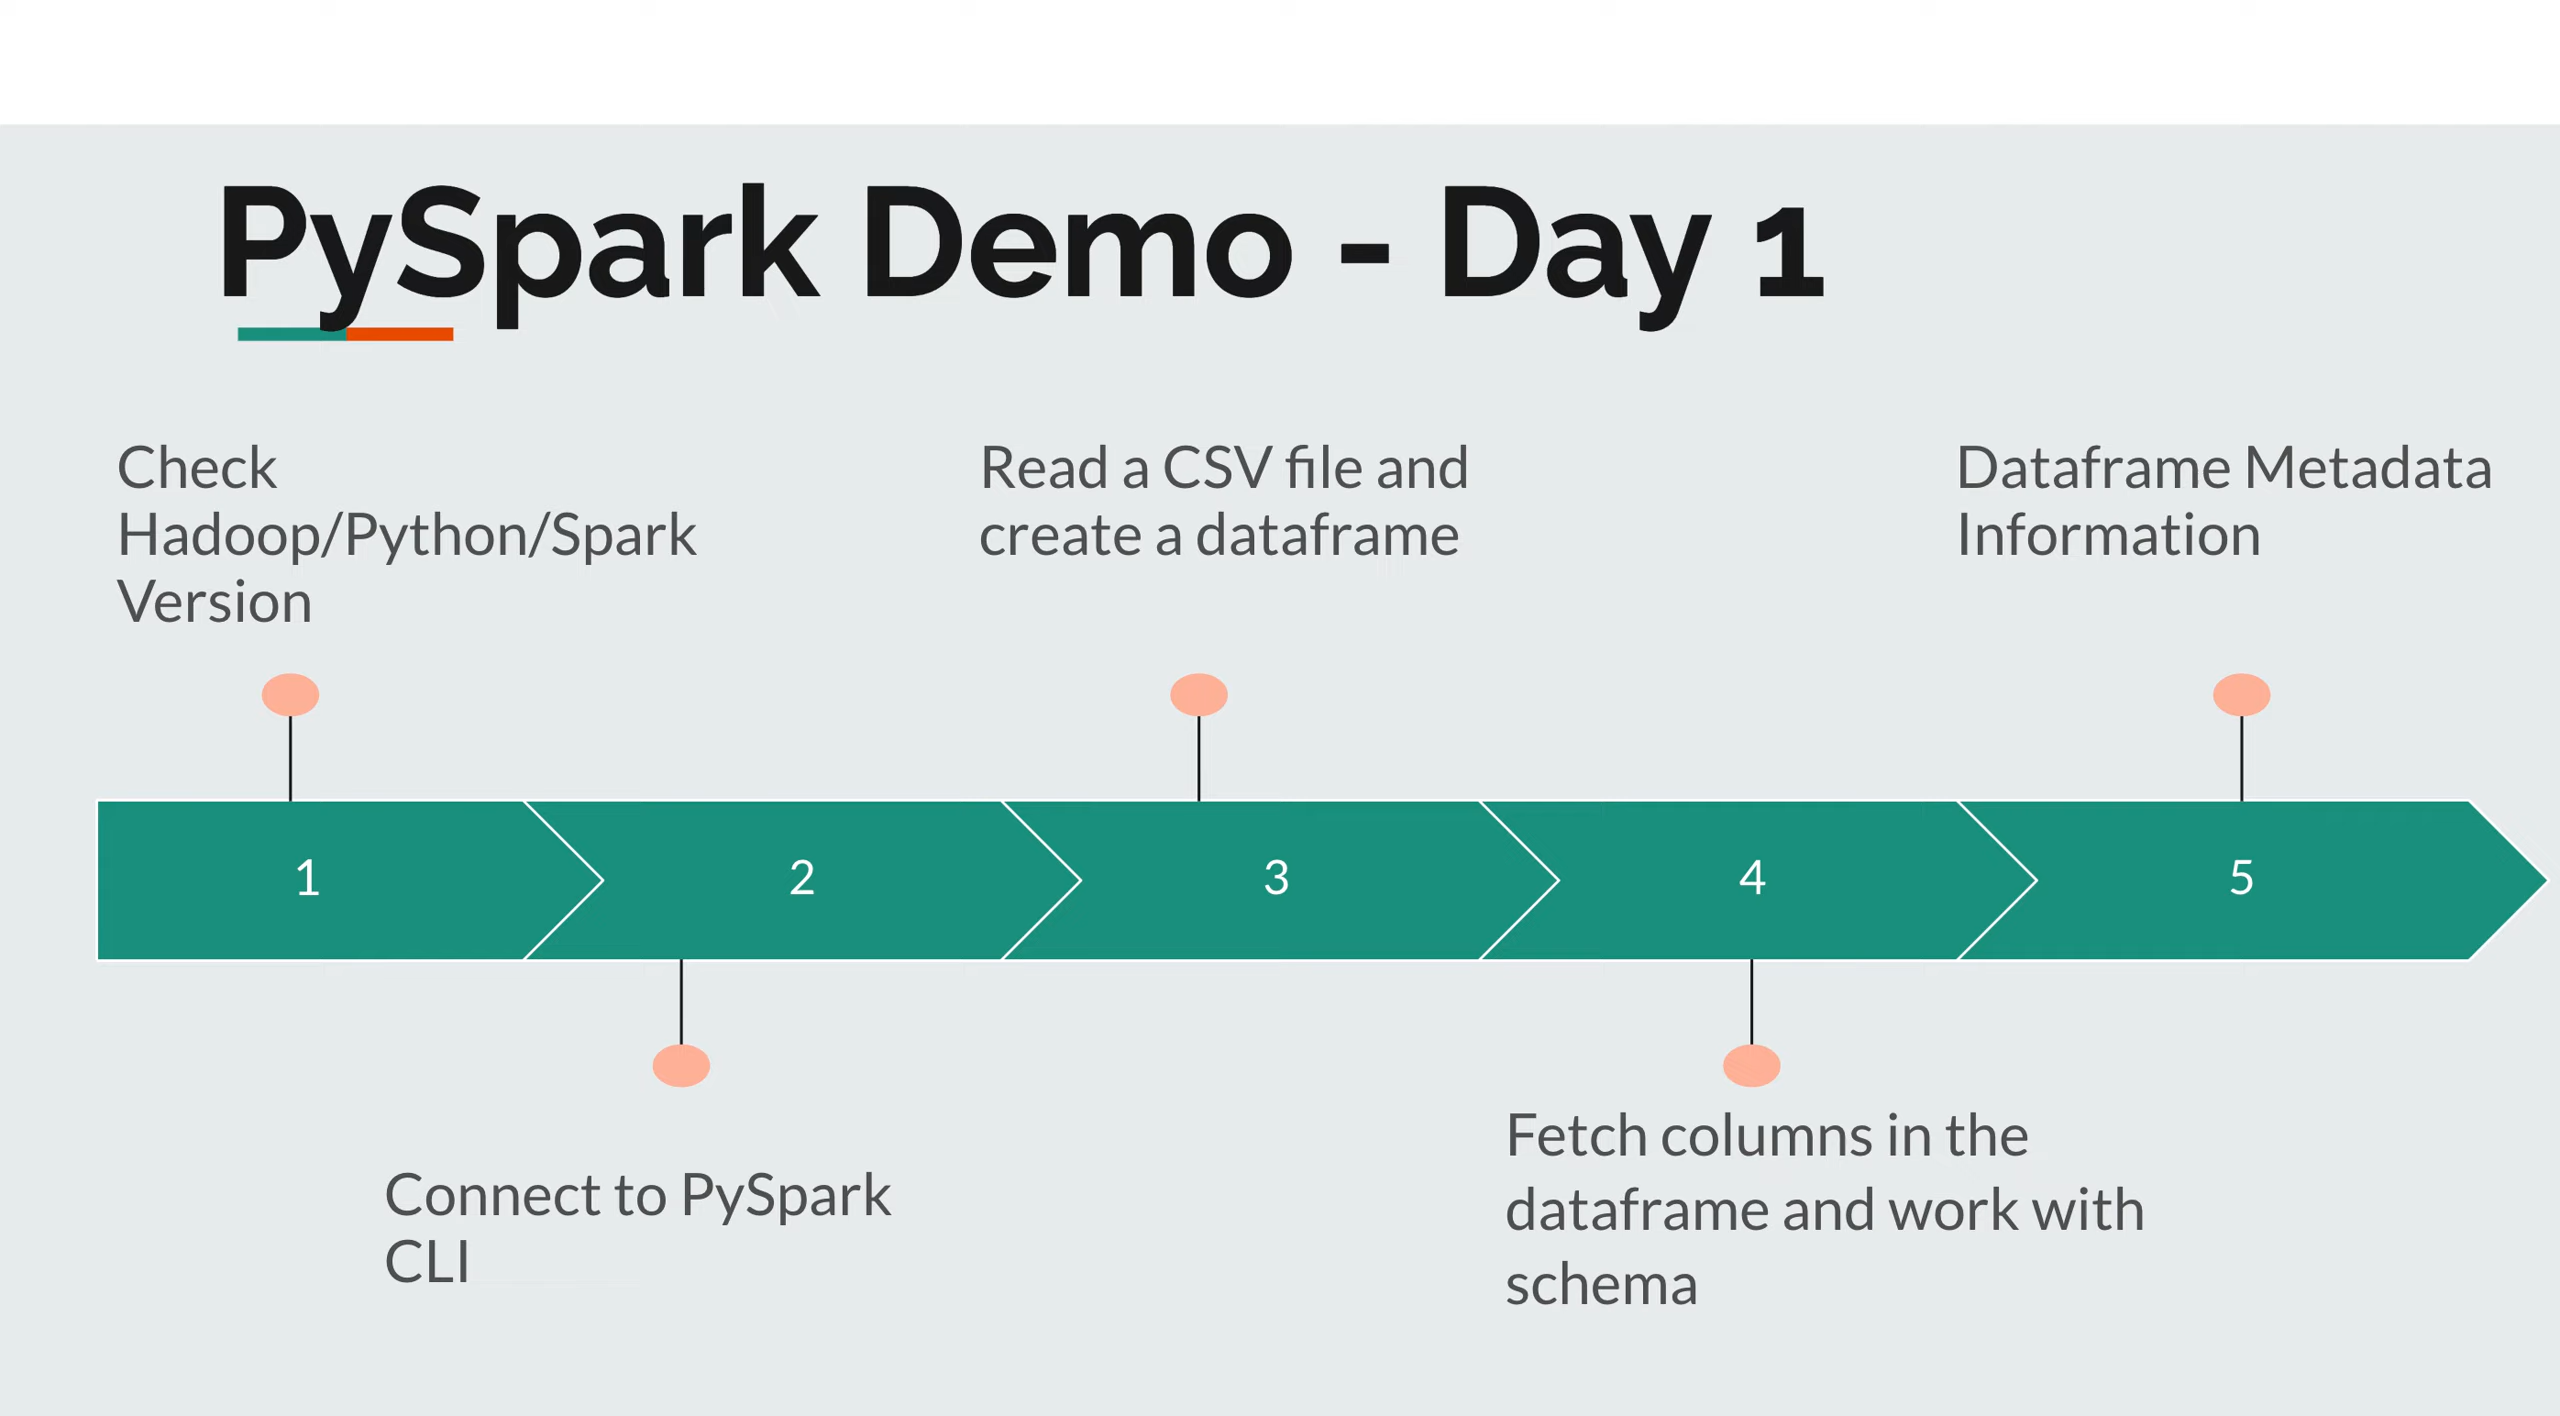 PySpark Demo - Day 1
Check
Hadoop/Python/Spark
Version
Read a CSV file and
create a dataframe
Dataframe Metadata
Information
1
2
3
4
5
Connect to PySpark
CLI
Fetch columns in the
dataframe and work with
schema